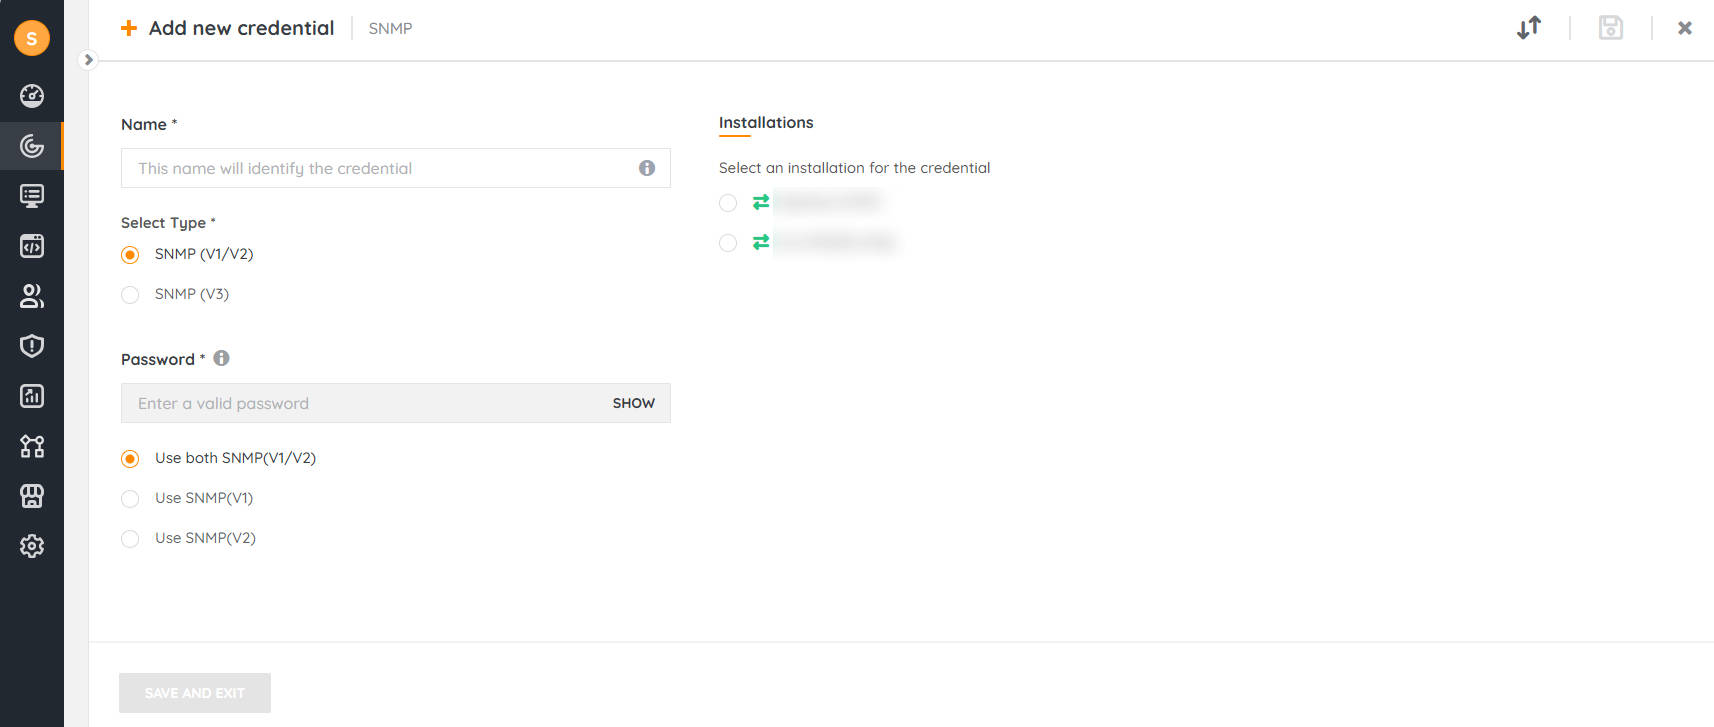 S
Add new credential
SNMP
Name *
This name will identify the credential
Select Type *
SNMP (V1/V2)
SNMP (V3)
Password *
Enter a valid password
SHOW
Use both SNMP(V1/V2)
Use SNMP(V1)
Use SNMP(V2)
Installations
Select an installation for the credential
SAVE AND EXIT